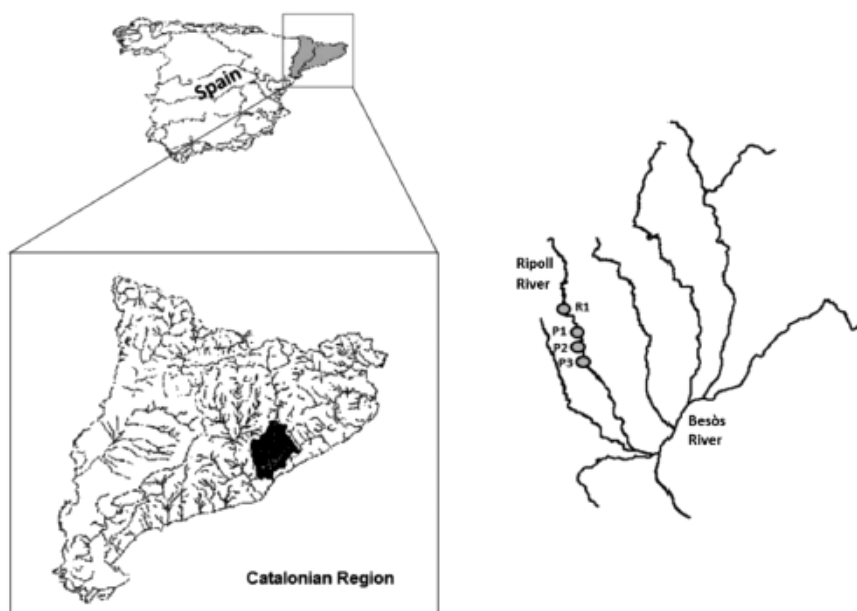 Spain
Catalonian Region
Ripoll
River
R1
P1
P2
P3
Besòs
River